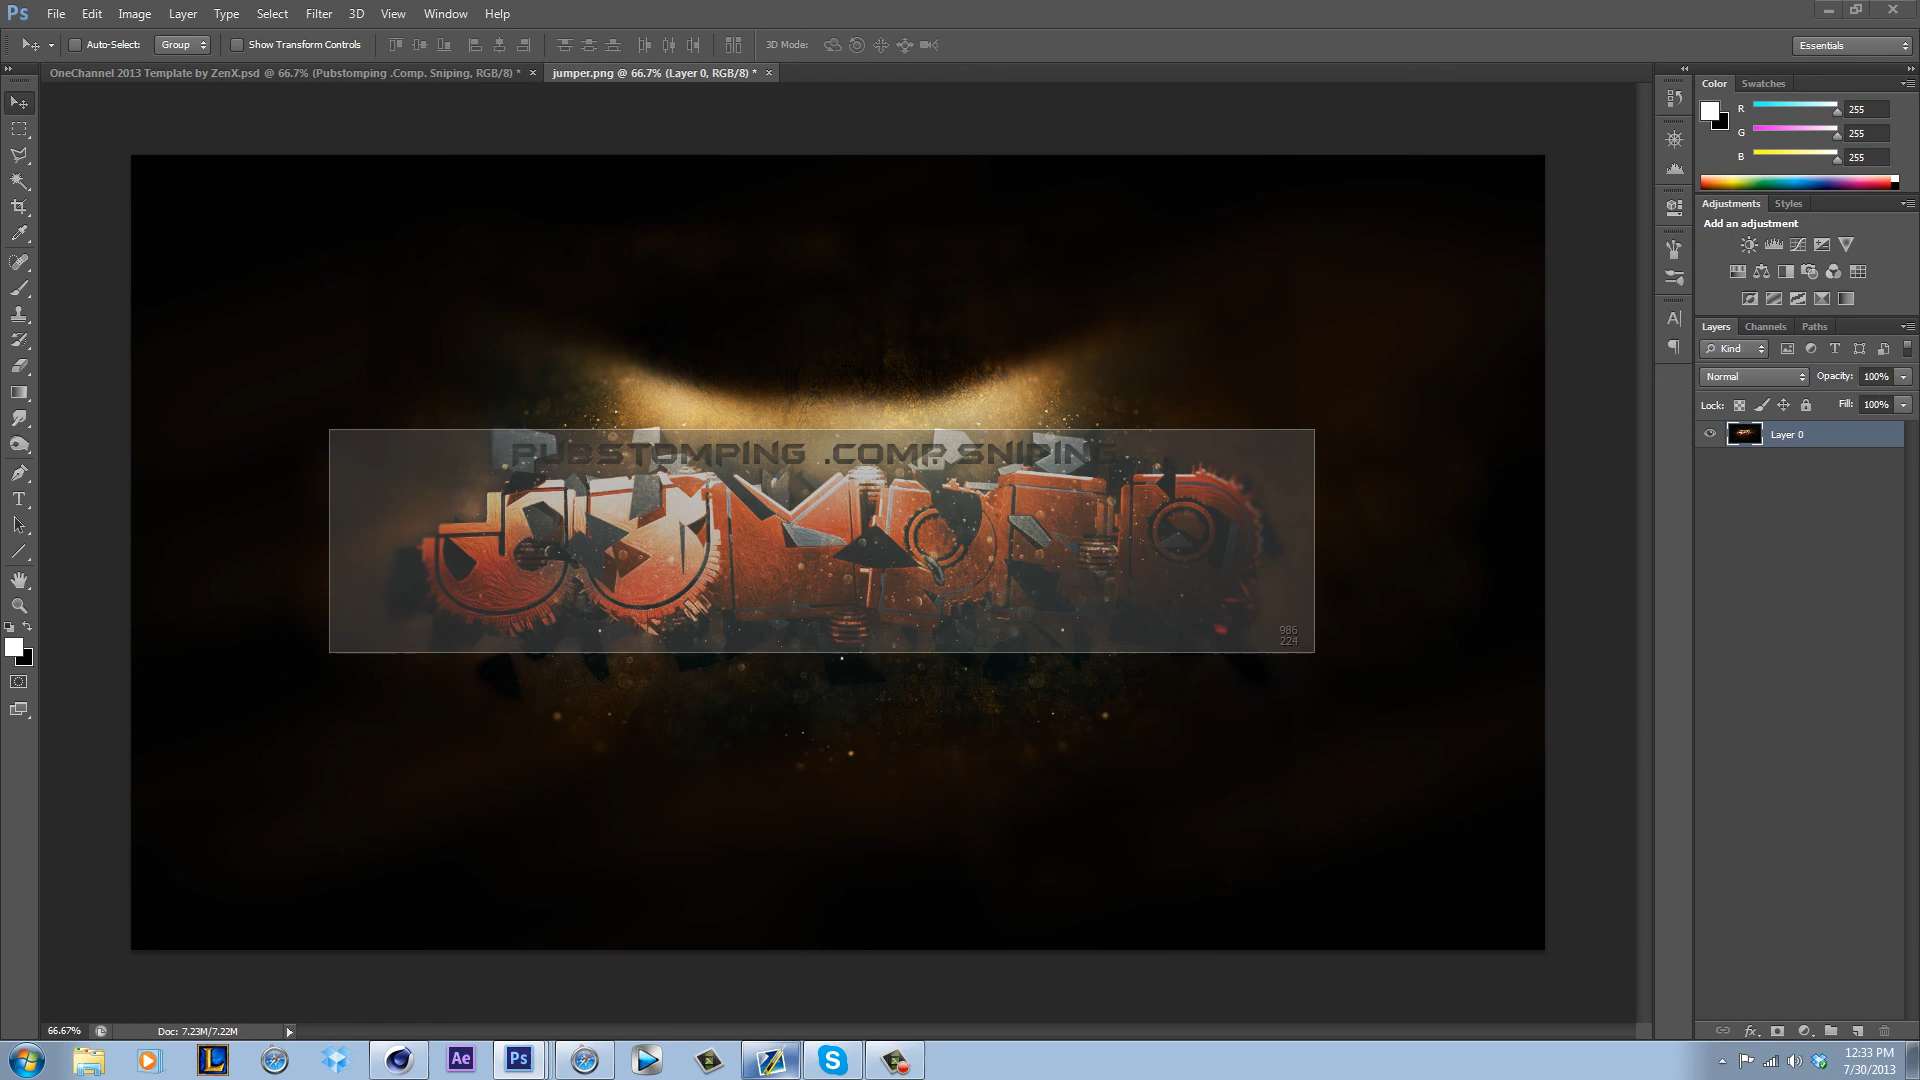 Ps File Edit Image Layer Type Select Filter 3D View Window Help
Auto-Select: Group Show Transform Controls 3D Mode: Essentials
OneChannel 2013 Template by ZenX.psd @ 66.7% (Pubstomping .Comp. Sniping, RGB/8) * × jumper.png @ 66.7% (Layer 0, RGB/8) * ×
Color Swatches
R 255
G 255
B 255
Adjustments Styles
Add an adjustment
Layers Channels Paths
Kind
Normal Opacity: 100%
Lock: Fill: 100%
Layer 0
PUBSTOMPING .COMP. SNIPING
986
224
66.67% Doc: 7.23M/7.22M
Ae Ps
12:33 PM
7/30/2013